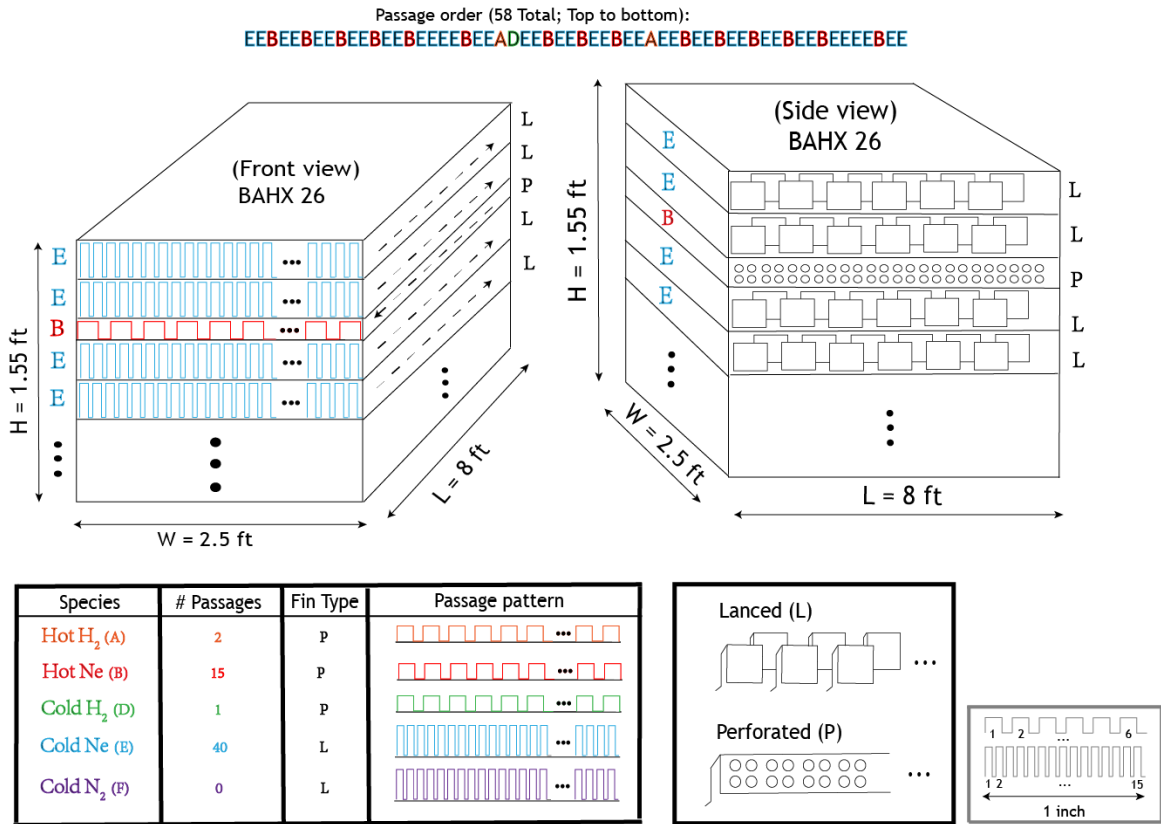 Passage order (58 Total; Top to bottom):
EEBEEBEEBEEBEEBEEEEBEEADEEBEEBEEBEEAEEBEEBEEBEEBEEBEEEEBEE
(Front view)
BAHX 26
L
L
P
L
L
E
E
B
E
E
H = 1.55 ft
W = 2.5 ft
L = 8 ft
(Side view)
BAHX 26
E
E
B
E
E
L
L
P
L
L
H = 1.55 ft
W = 2.5 ft
L = 8 ft
Species # Passages Fin Type Passage pattern
Hot H₂ (A) 2 P
Hot Ne (B) 15 P
Cold H₂ (D) 1 P
Cold Ne (E) 40 L
Cold N₂ (F) 0 L
Lanced (L)
Perforated (P)
1 2 ... 6
1 2 ... 15
1 inch